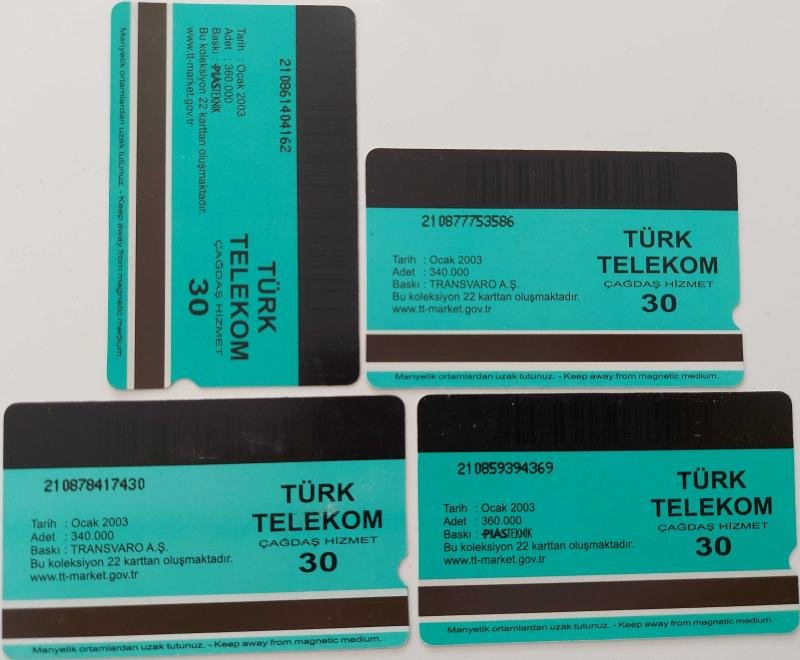 210861404162
Tarih : Ocak 2003
Adet : 360.000
Baskı : PLASTEKNİK
Bu koleksiyon 22 karttan oluşmaktadır.
www.tt-market.gov.tr
TÜRK
TELEKOM
ÇAĞDAŞ HİZMET
30
Manyetik ortamlardan uzak tutunuz. - Keep away from magnetic medium.
210877753586
Tarih : Ocak 2003
Adet : 340.000
Baskı : TRANSVARO A.Ş.
Bu koleksiyon 22 karttan oluşmaktadır.
www.tt-market.gov.tr
TÜRK
TELEKOM
ÇAĞDAŞ HİZMET
30
Manyetik ortamlardan uzak tutunuz. - Keep away from magnetic medium.
210878417430
Tarih : Ocak 2003
Adet : 340.000
Baskı : TRANSVARO A.Ş.
Bu koleksiyon 22 karttan oluşmaktadır.
www.tt-market.gov.tr
TÜRK
TELEKOM
ÇAĞDAŞ HİZMET
30
Manyetik ortamlardan uzak tutunuz. - Keep away from magnetic medium.
210859394369
Tarih : Ocak 2003
Adet : 360.000
Baskı : PLASTEKNİK
Bu koleksiyon 22 karttan oluşmaktadır.
www.tt-market.gov.tr
TÜRK
TELEKOM
ÇAĞDAŞ HİZMET
30
Manyetik ortamlardan uzak tutunuz. - Keep away from magnetic medium.